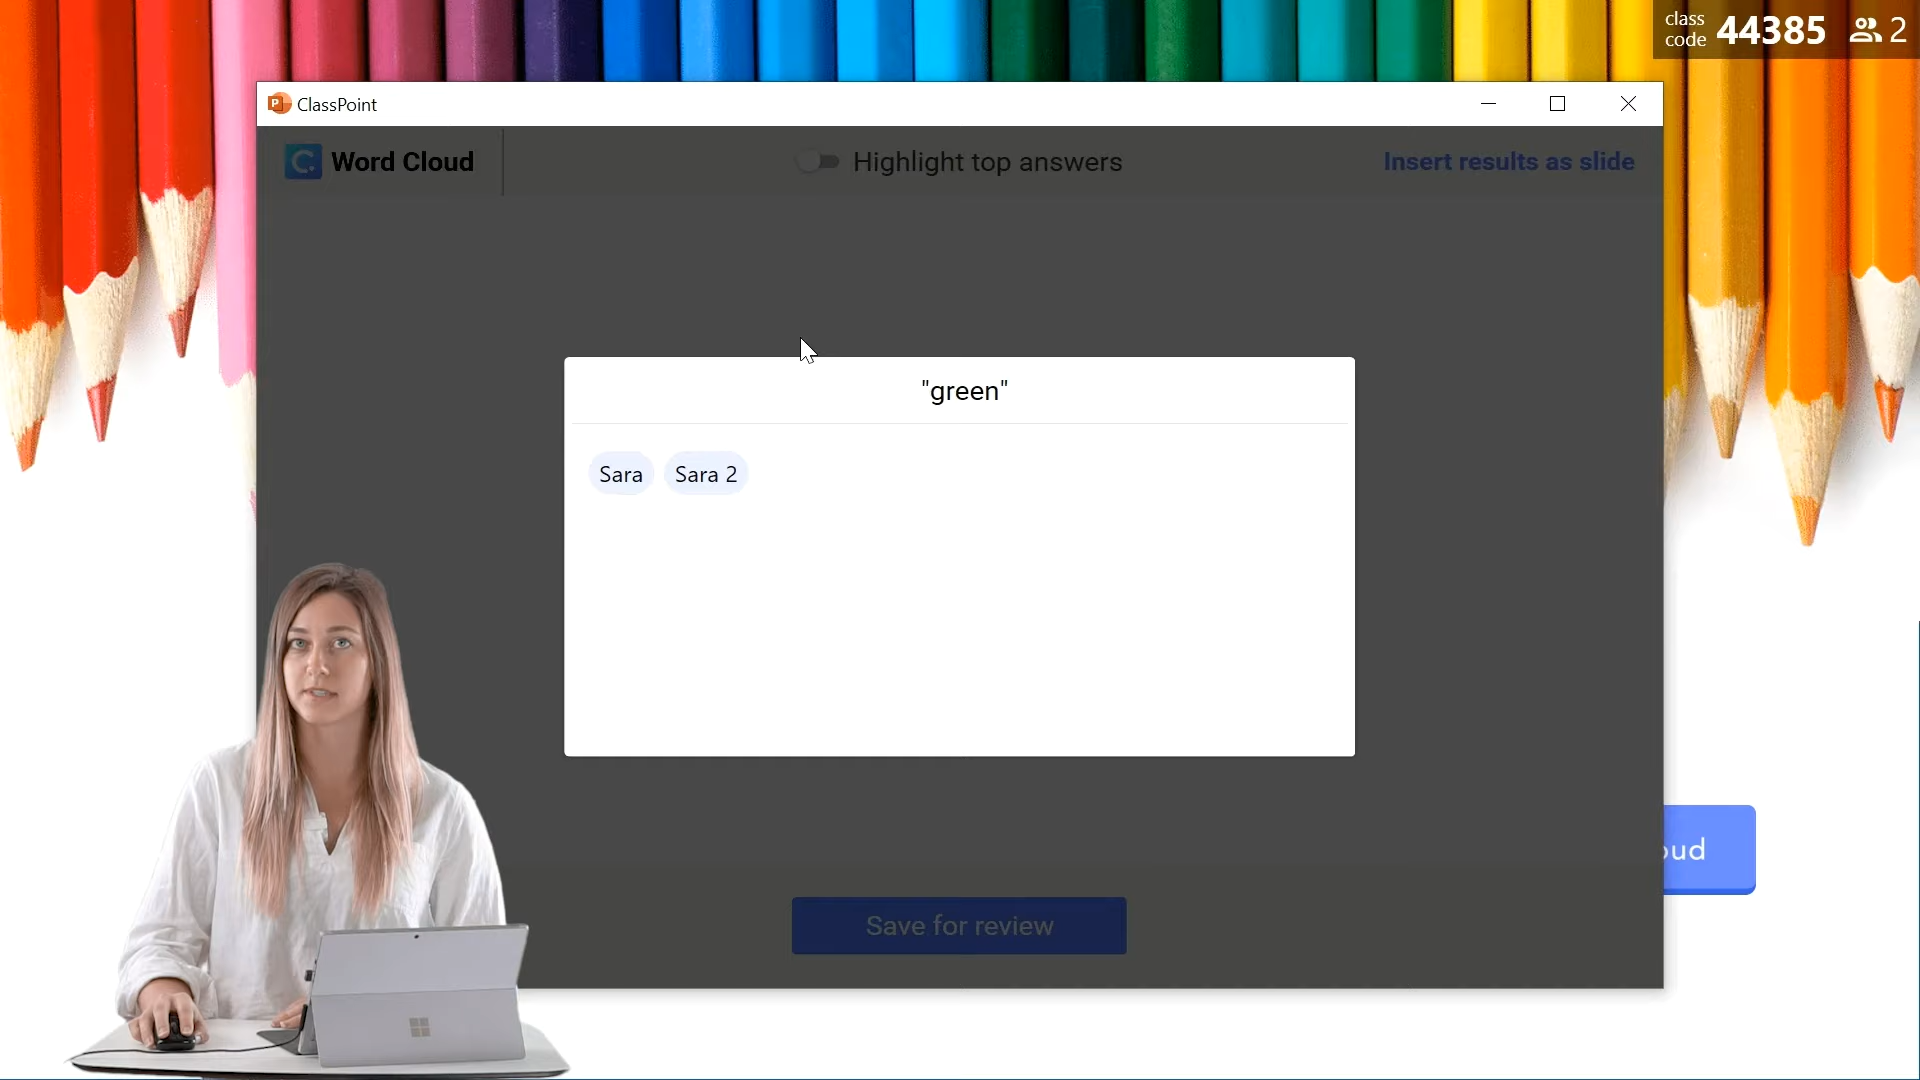 class code 44385 2
ClassPoint
Word Cloud
Highlight top answers
Insert results as slide
"green"
Sara Sara 2
oud
Save for review